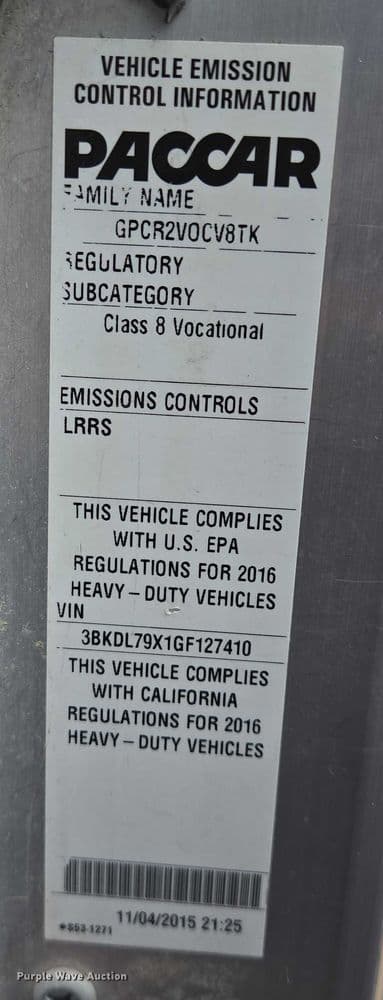 VEHICLE EMISSION
CONTROL INFORMATION
PACCAR
FAMILY NAME
GPCR2VOCV8TK
REGULATORY
SUBCATEGORY
Class 8 Vocational
EMISSIONS CONTROLS
LRRS
THIS VEHICLE COMPLIES
WITH U.S. EPA
REGULATIONS FOR 2016
HEAVY – DUTY VEHICLES
VIN
3BKDL79X1GF127410
THIS VEHICLE COMPLIES
WITH CALIFORNIA
REGULATIONS FOR 2016
HEAVY – DUTY VEHICLES
11/04/2015 21:25
*S53-1271
Purple Wave Auction